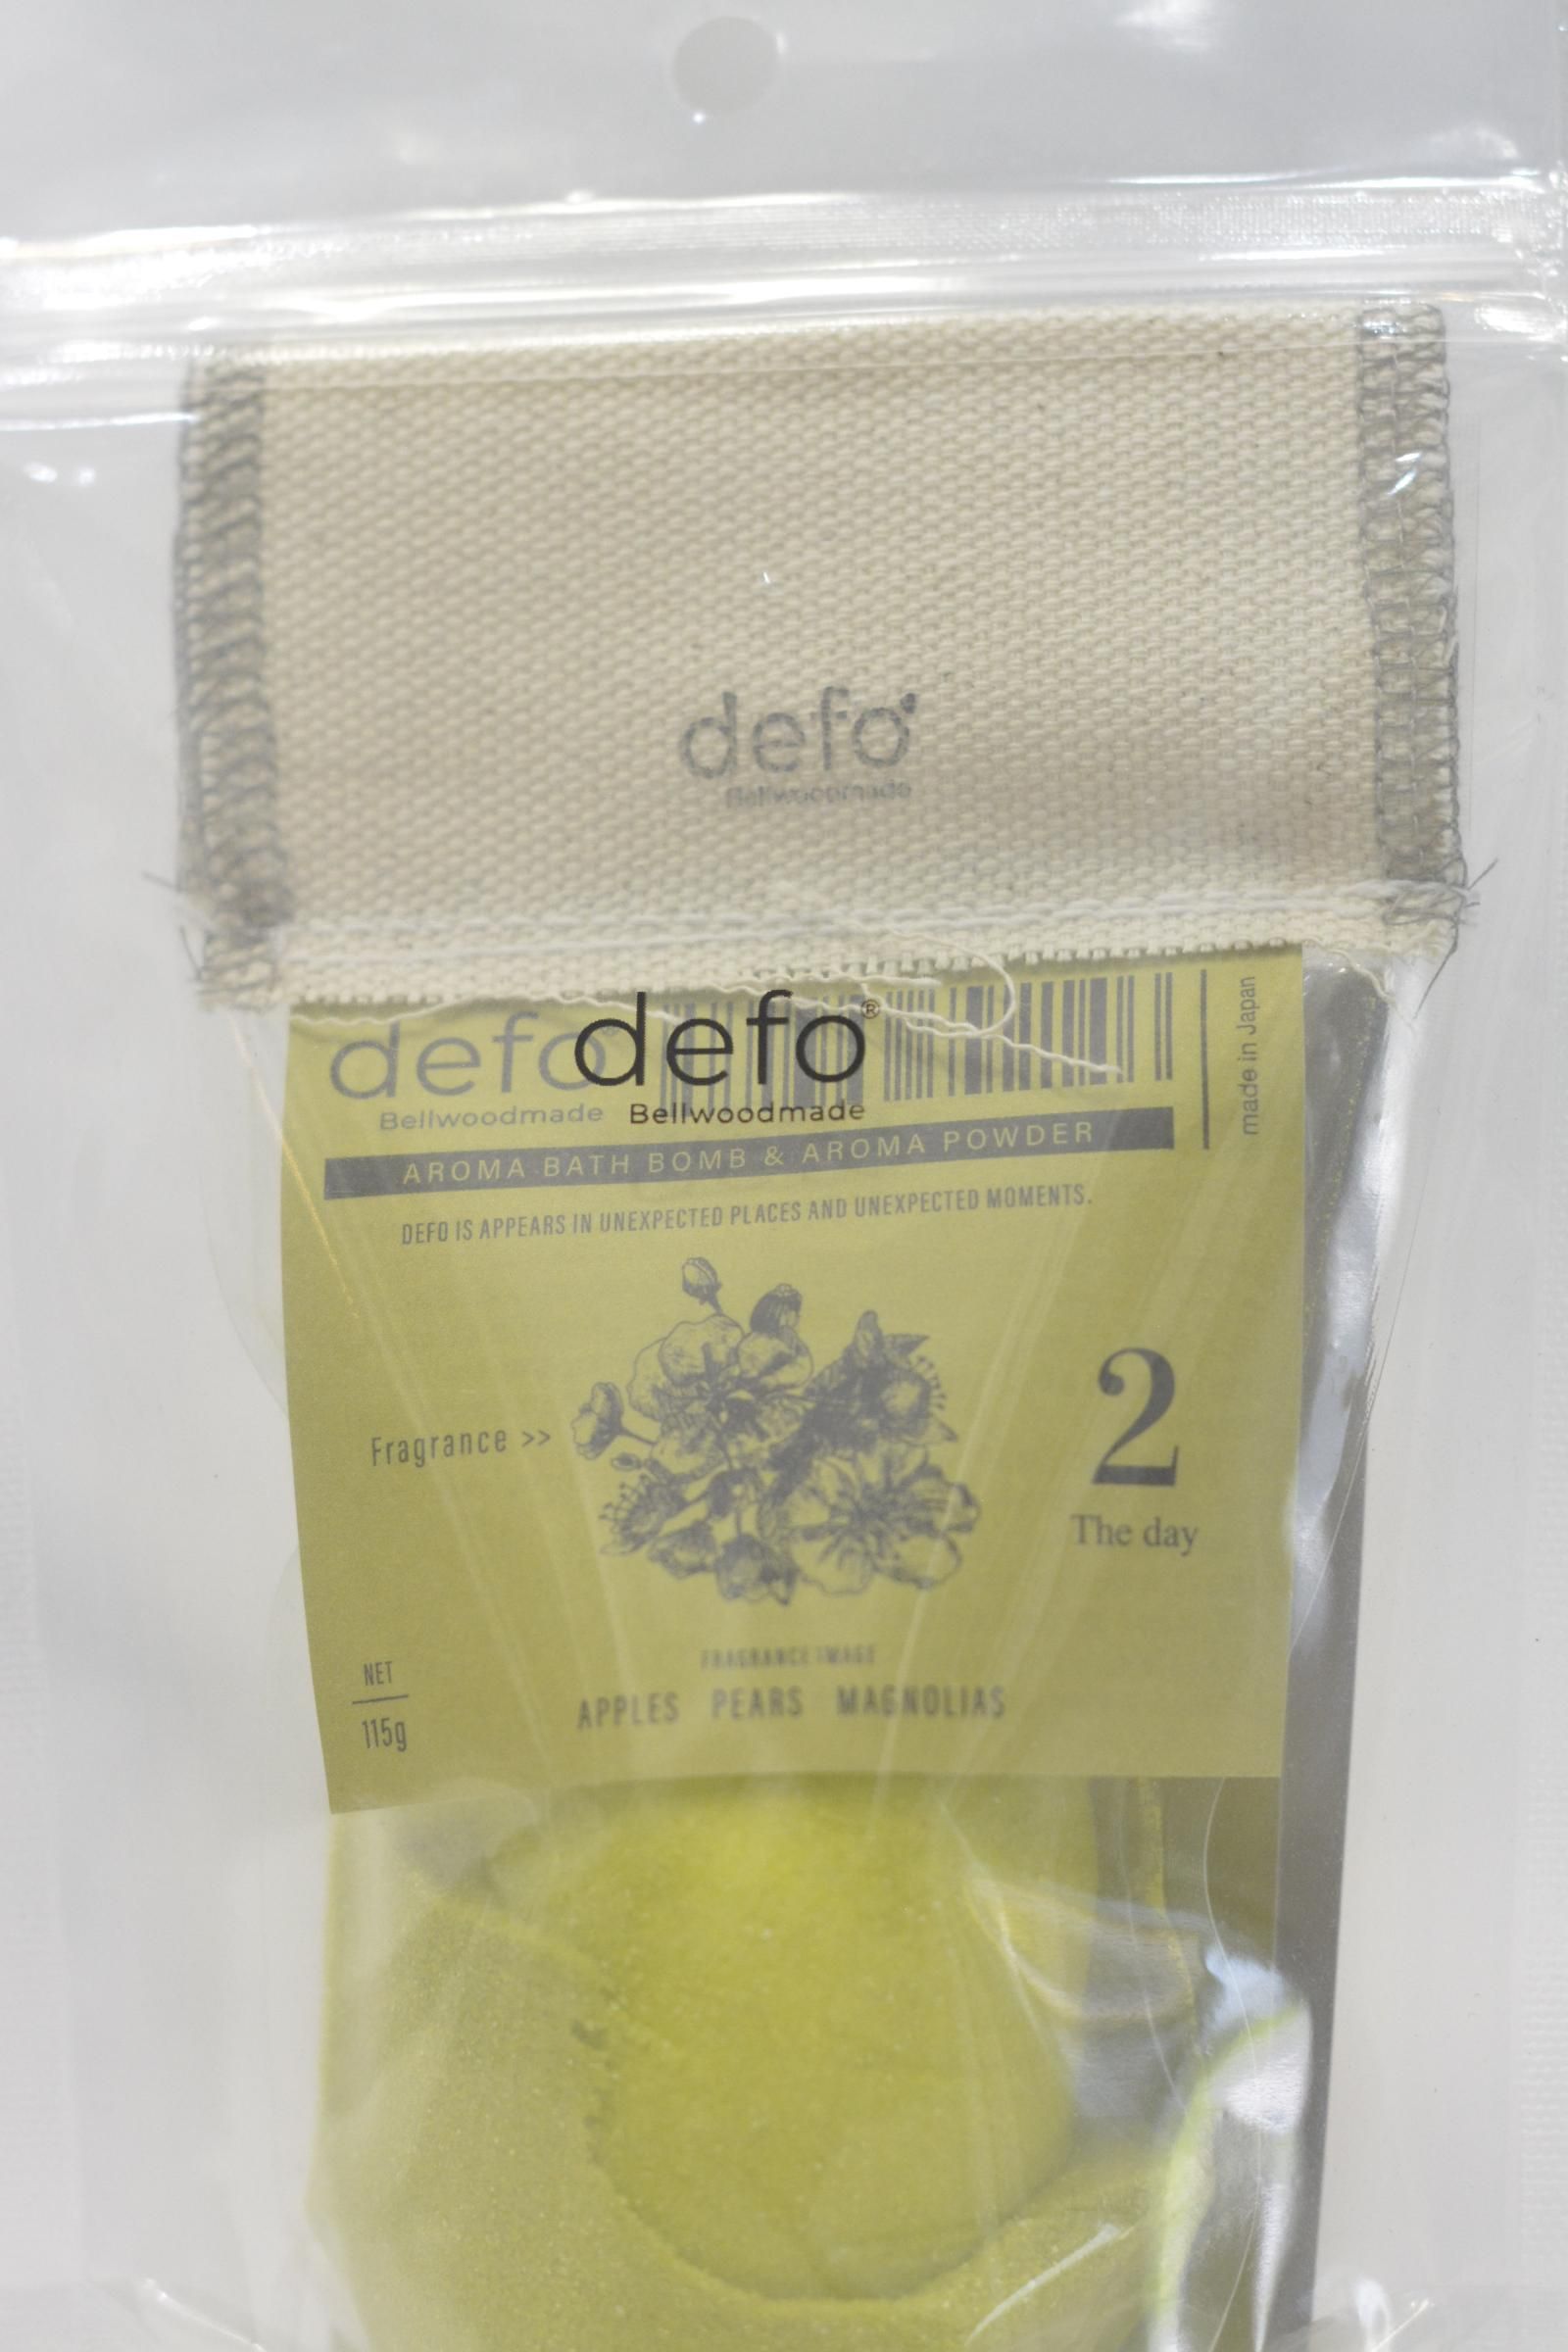 defo
Bellwoodmade
defo®
Bellwoodmade
defo
Bellwoodmade
made in Japan
AROMA BATH BOMB & AROMA POWDER
DEFO IS APPEARS IN UNEXPECTED PLACES AND UNEXPECTED MOMENTS.
Fragrance >>
2
The day
NET
115g
FRAGRANCE IMAGE
APPLES PEARS MAGNOLIAS